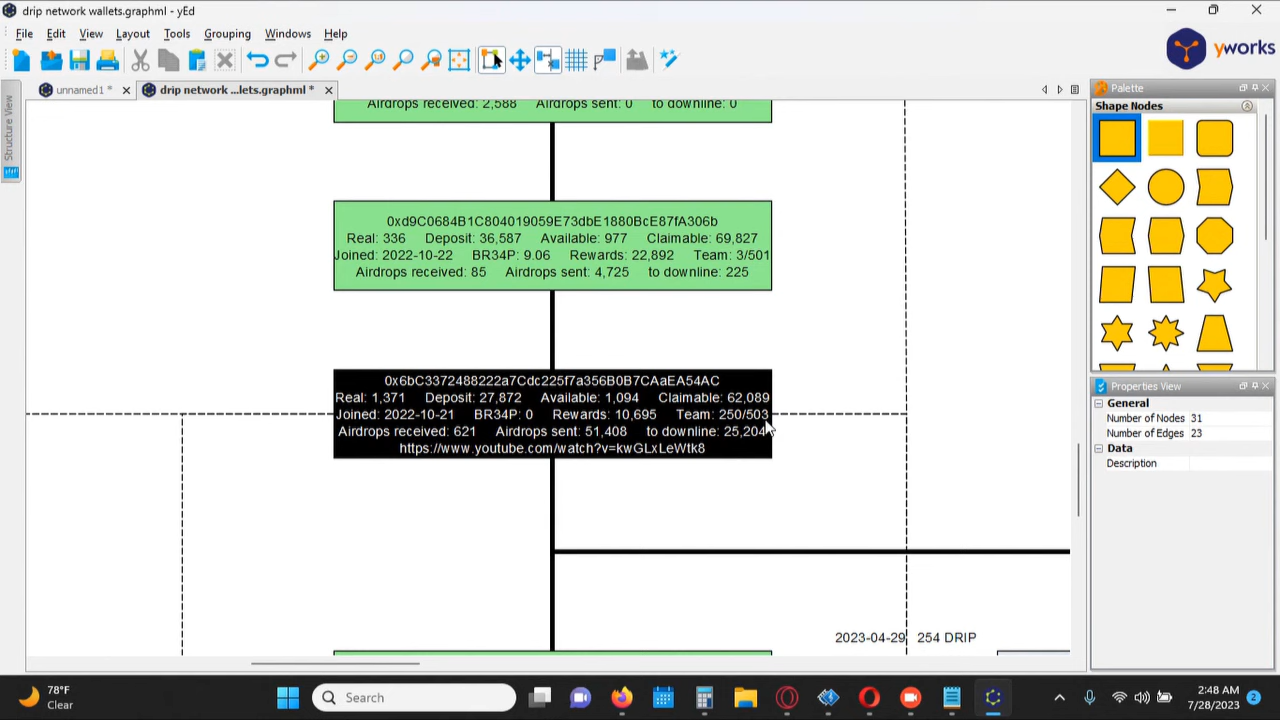 drip network wallets.graphml - yEd
File Edit View Layout Tools Grouping Windows Help
yworks
unnamed1 * drip network ...lets.graphml *
Structure View
Airdrops received: 2,588 Airdrops sent: 0 to downline: 0
0xd9C0684B1C804019059E73dbE1880BcE87fA306b
Real: 336 Deposit: 36,587 Available: 977 Claimable: 69,827
Joined: 2022-10-22 BR34P: 9.06 Rewards: 22,892 Team: 3/501
Airdrops received: 85 Airdrops sent: 4,725 to downline: 225
0x6bC3372488222a7Cdc225f7a356B0B7CAaEA54AC
Real: 1,371 Deposit: 27,872 Available: 1,094 Claimable: 62,089
Joined: 2022-10-21 BR34P: 0 Rewards: 10,695 Team: 250/503
Airdrops received: 621 Airdrops sent: 51,408 to downline: 25,204
https://www.youtube.com/watch?v=kwGLxLeWtk8
2023-04-29 254 DRIP
Palette
Shape Nodes
Properties View
General
Number of Nodes 31
Number of Edges 23
Data
Description
78°F
Clear
Search
2:48 AM
7/28/2023
2